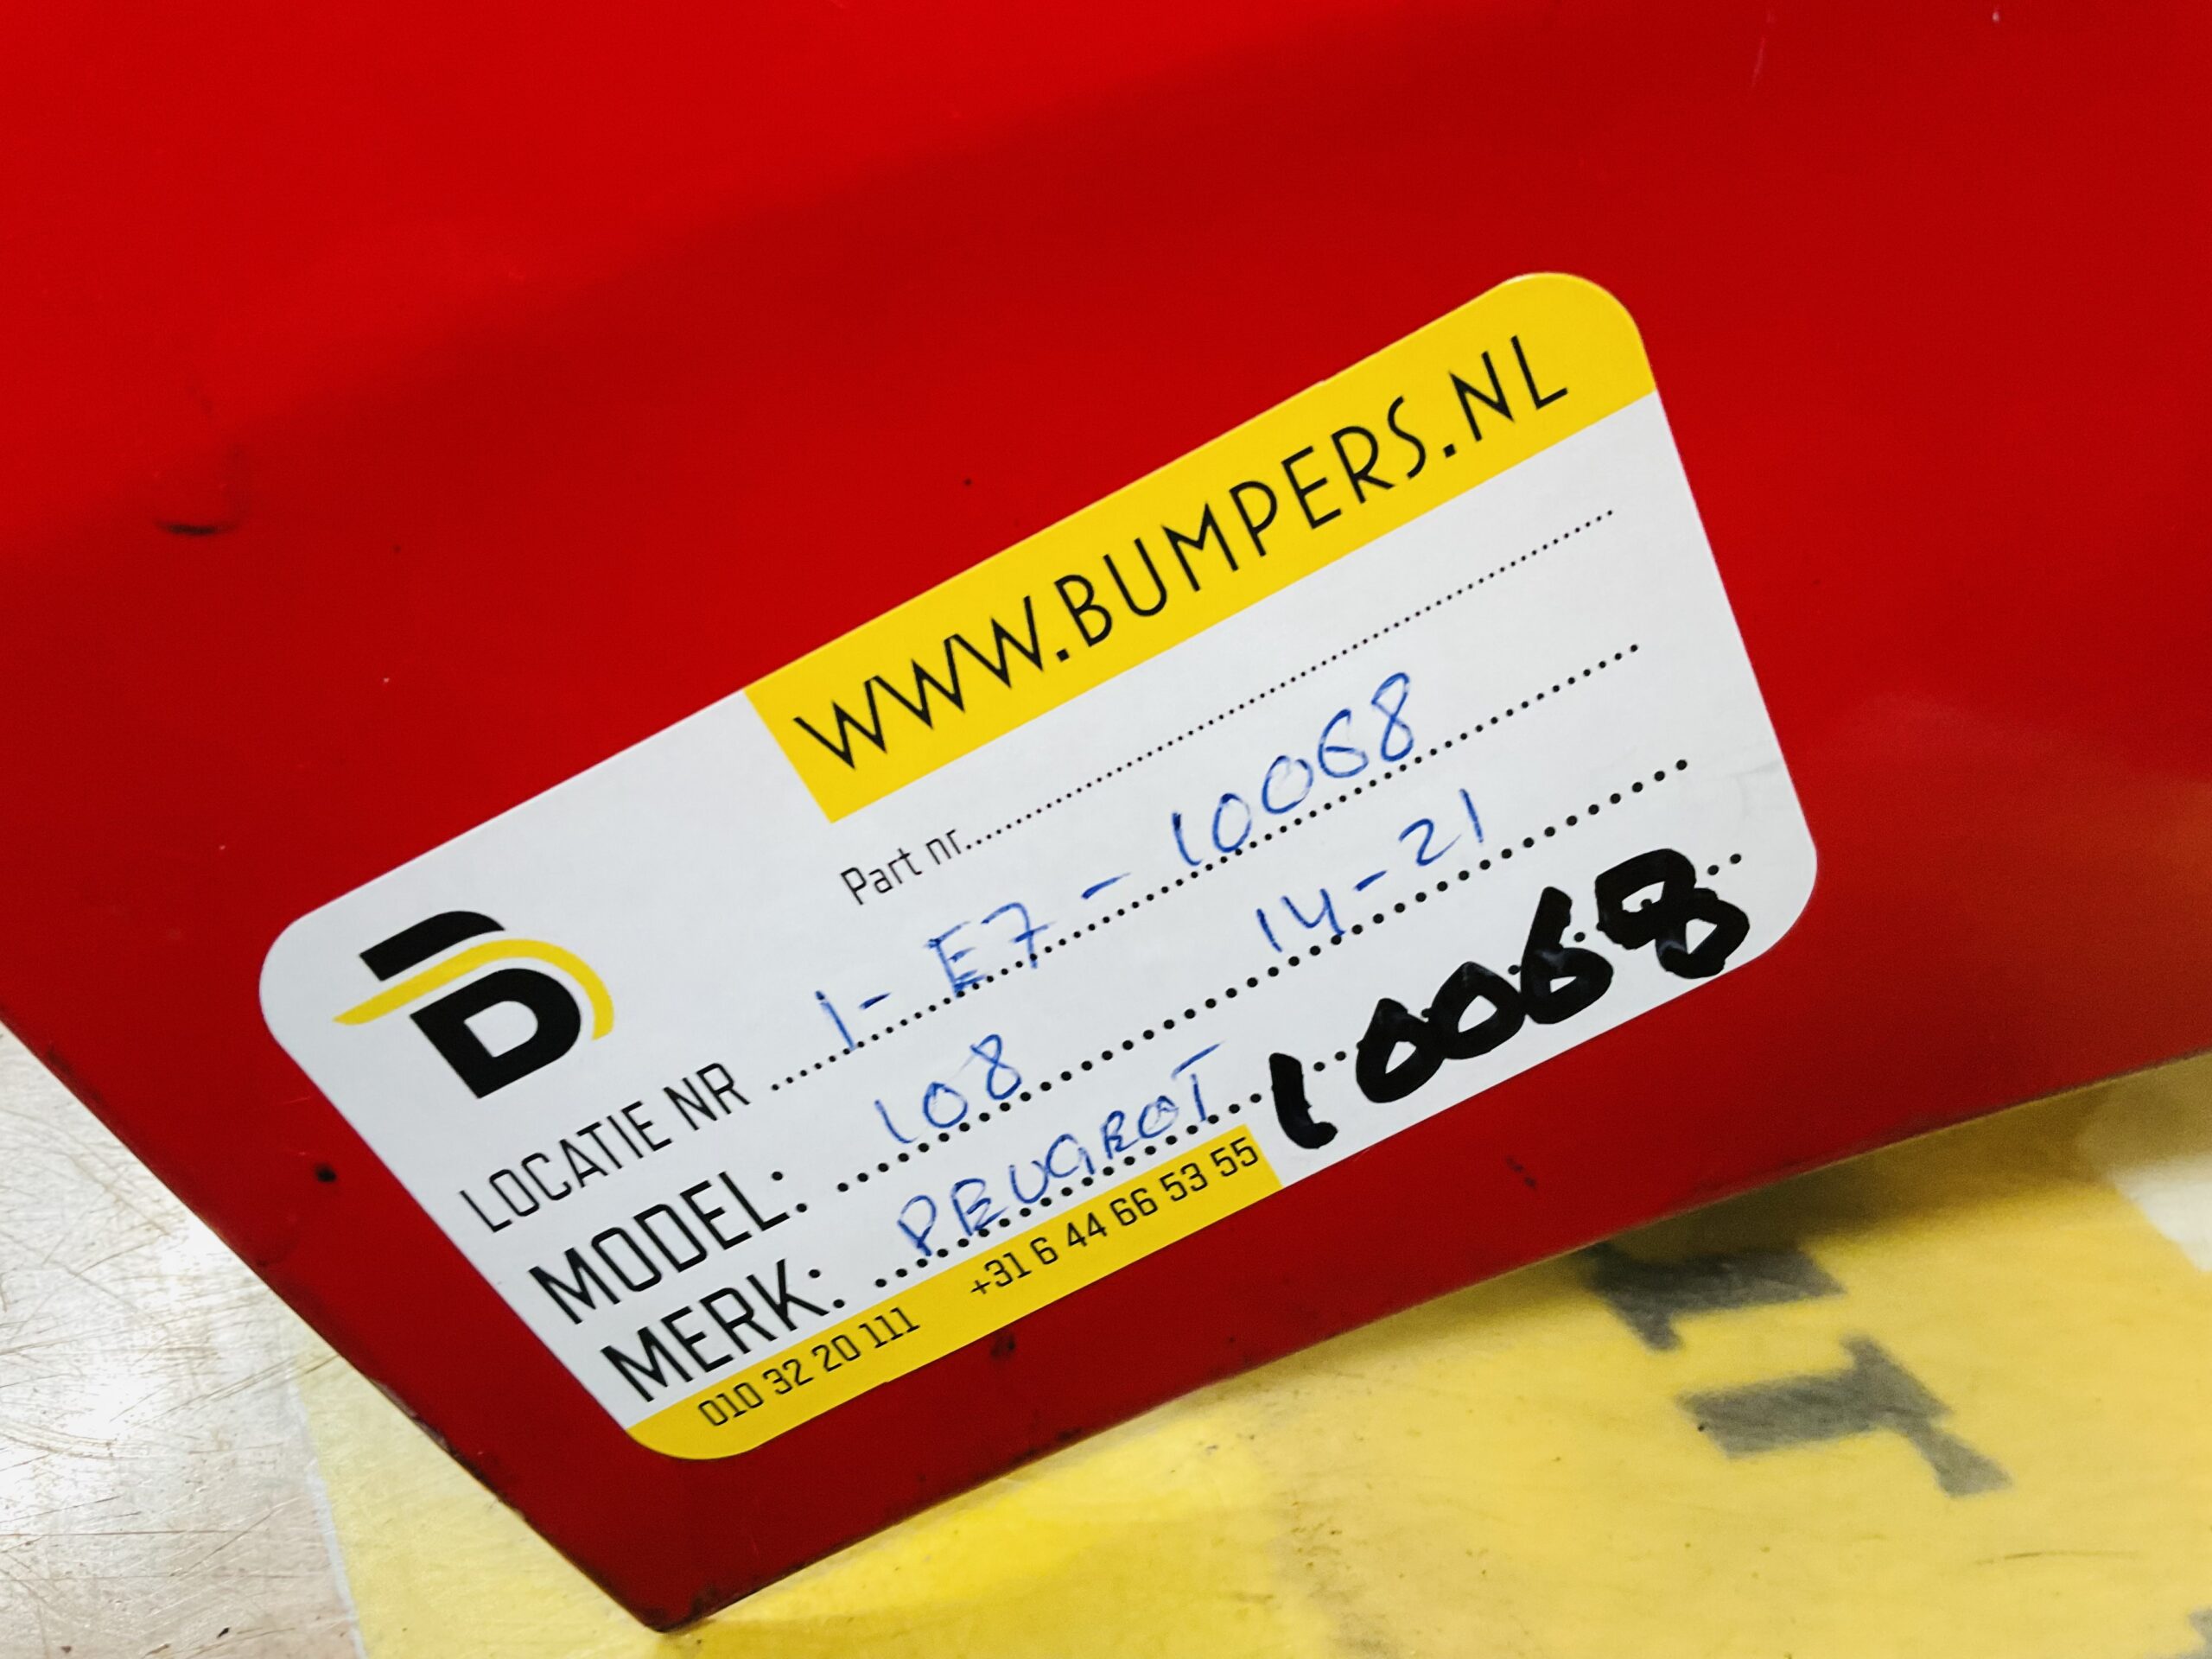 WWW.BUMPERS.NL
Part nr..........
LOCATIE NR 1-E7-10068
MODEL: 108 14-21
MERK: PEUGEOT 10068
010 32 20 111 +31 6 44 66 53 55